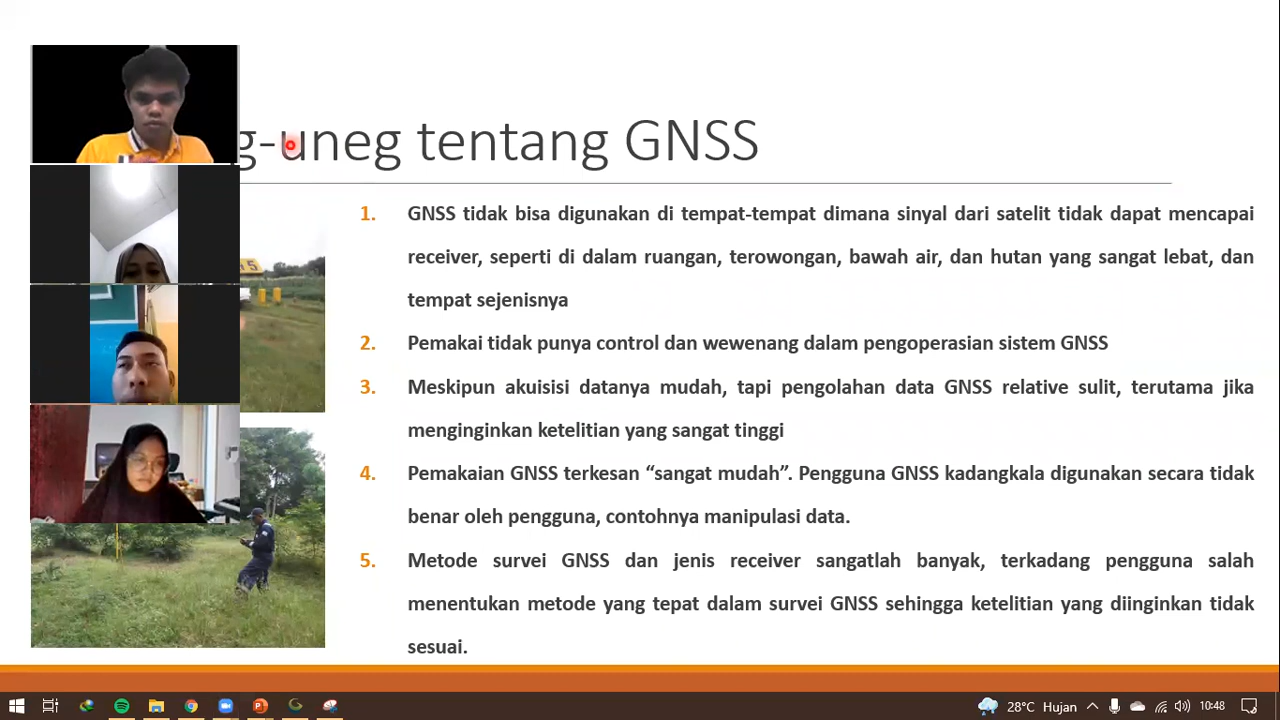 g-uneg tentang GNSS
1. GNSS tidak bisa digunakan di tempat-tempat dimana sinyal dari satelit tidak dapat mencapai
receiver, seperti di dalam ruangan, terowongan, bawah air, dan hutan yang sangat lebat, dan
tempat sejenisnya
2. Pemakai tidak punya control dan wewenang dalam pengoperasian sistem GNSS
3. Meskipun akuisisi datanya mudah, tapi pengolahan data GNSS relative sulit, terutama jika
menginginkan ketelitian yang sangat tinggi
4. Pemakaian GNSS terkesan “sangat mudah”. Pengguna GNSS kadangkala digunakan secara tidak
benar oleh pengguna, contohnya manipulasi data.
5. Metode survei GNSS dan jenis receiver sangatlah banyak, terkadang pengguna salah
menentukan metode yang tepat dalam survei GNSS sehingga ketelitian yang diinginkan tidak
sesuai.
28°C Hujan 10:48